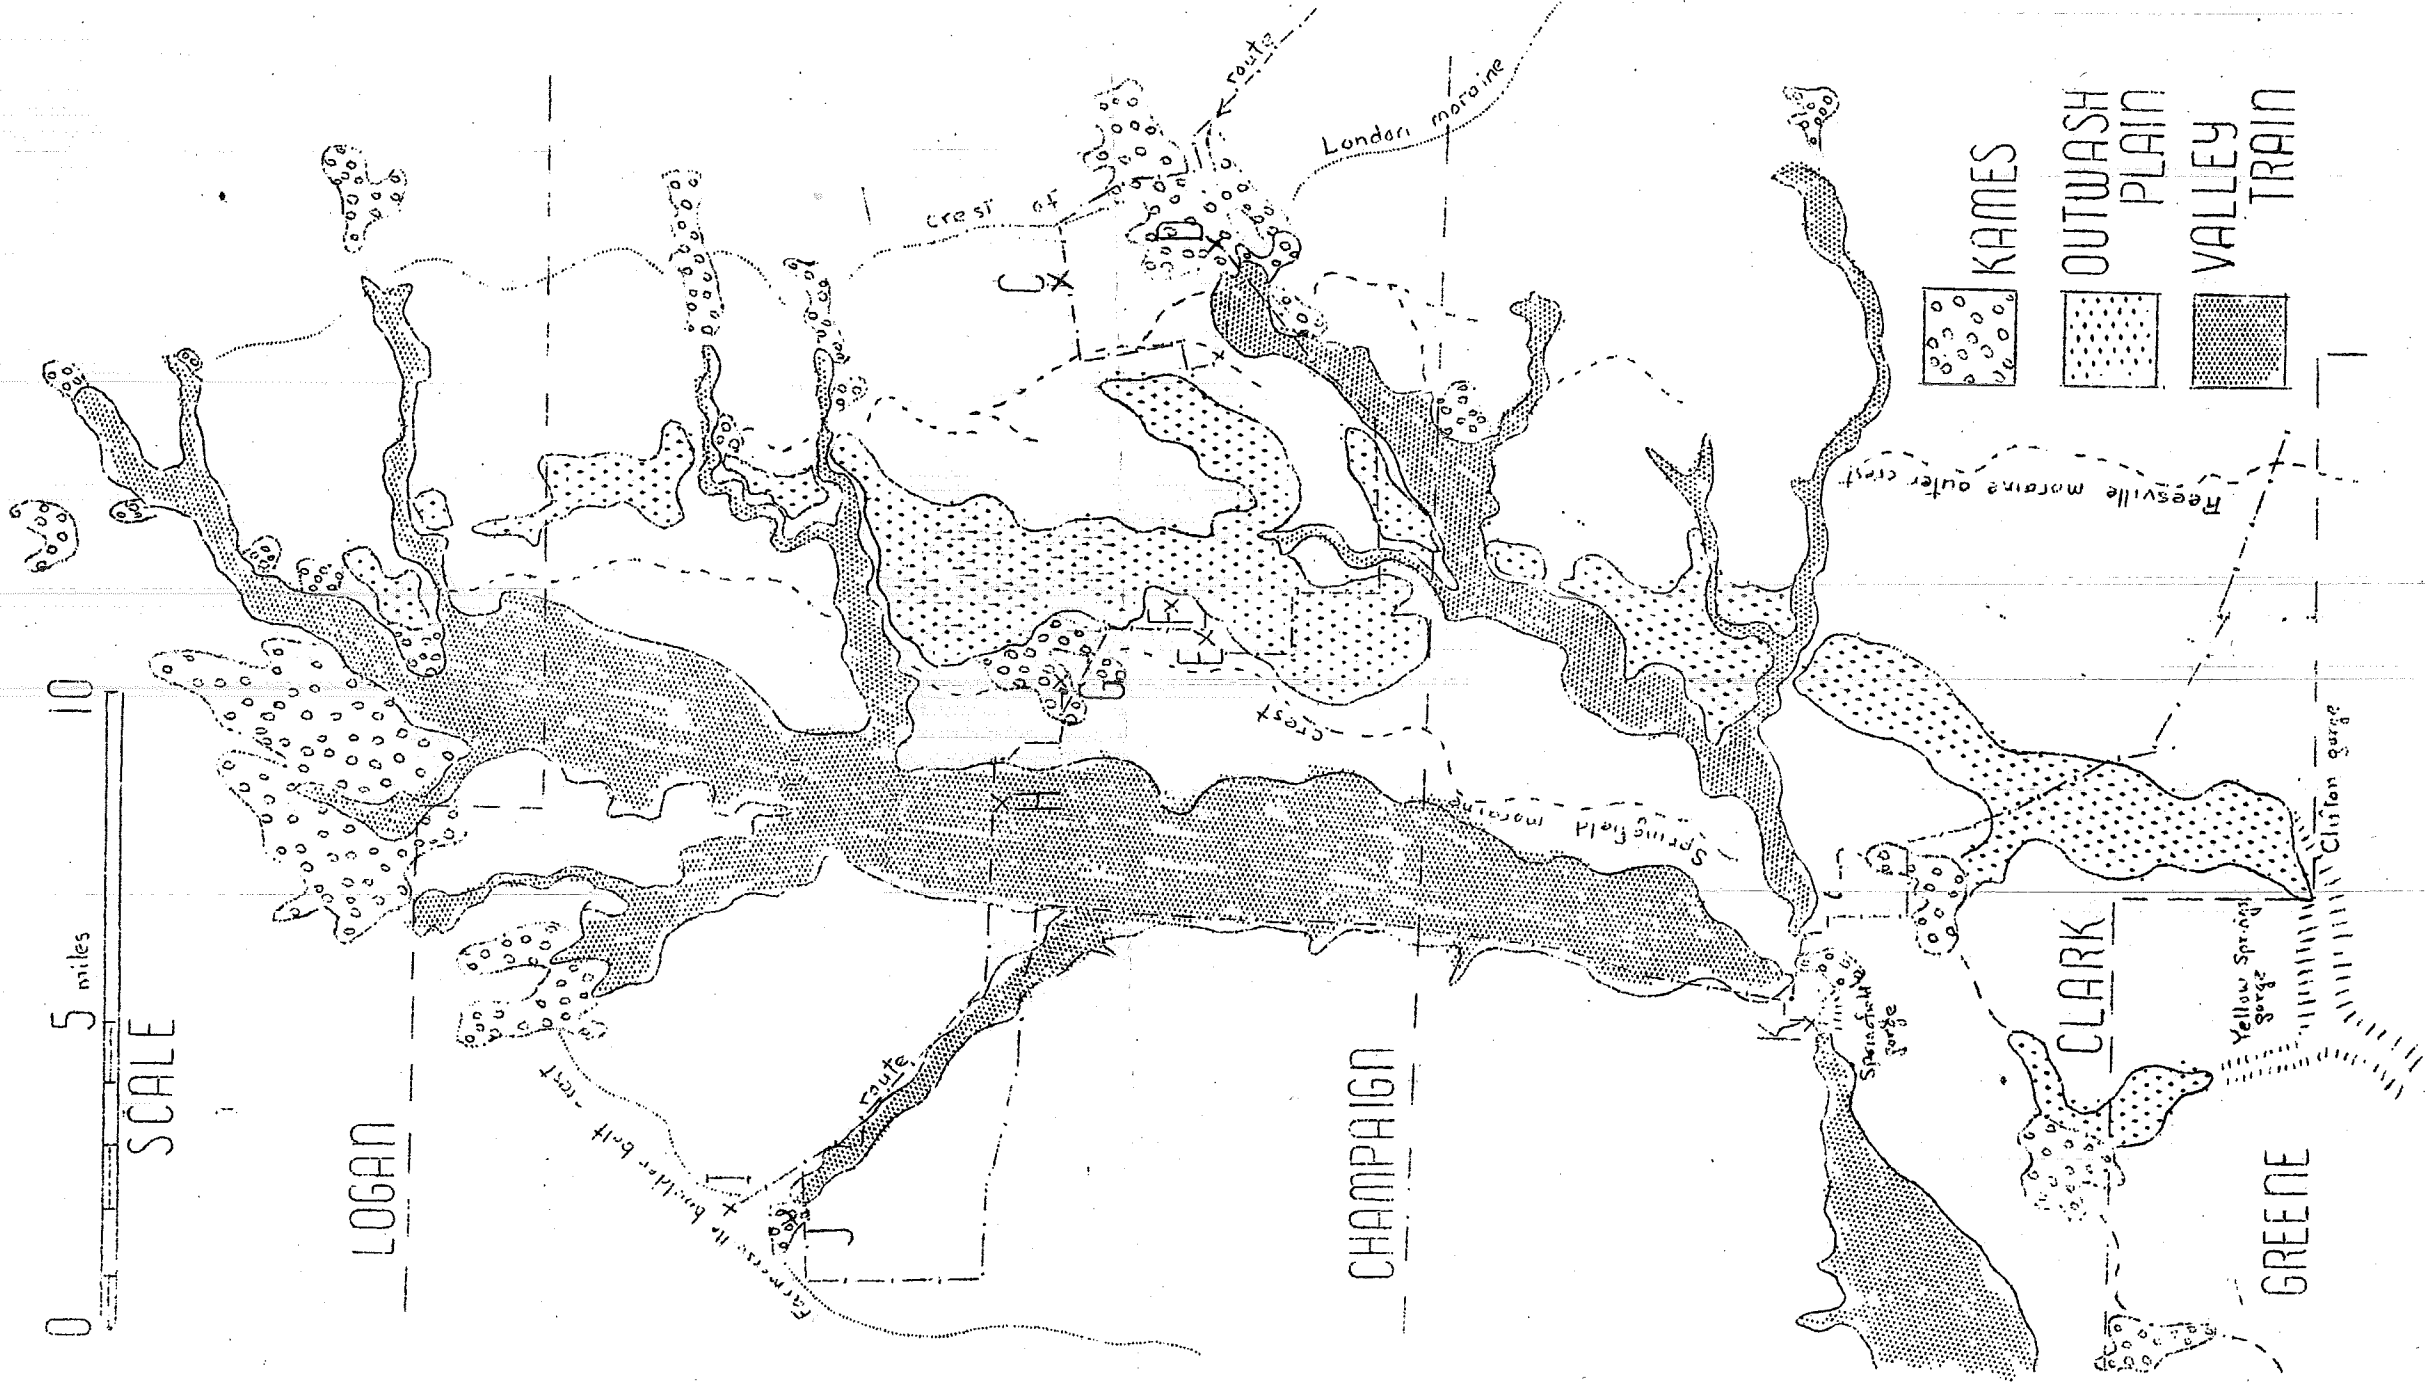 0 5 10
miles
SCALE
LOGAN
CHAMPAIGN
CLARK
GREENE
KAMES
OUTWASH
PLAIN
VALLEY
TRAIN
route
London moraine
crest of
C
D
E
F
G
H
I
J
K
L
route
Farmersville boulder belt
crest
Springfield moraine
Reesville moraine outer crest
Springfield
gorge
Yellow Springs
gorge
Clifton gorge